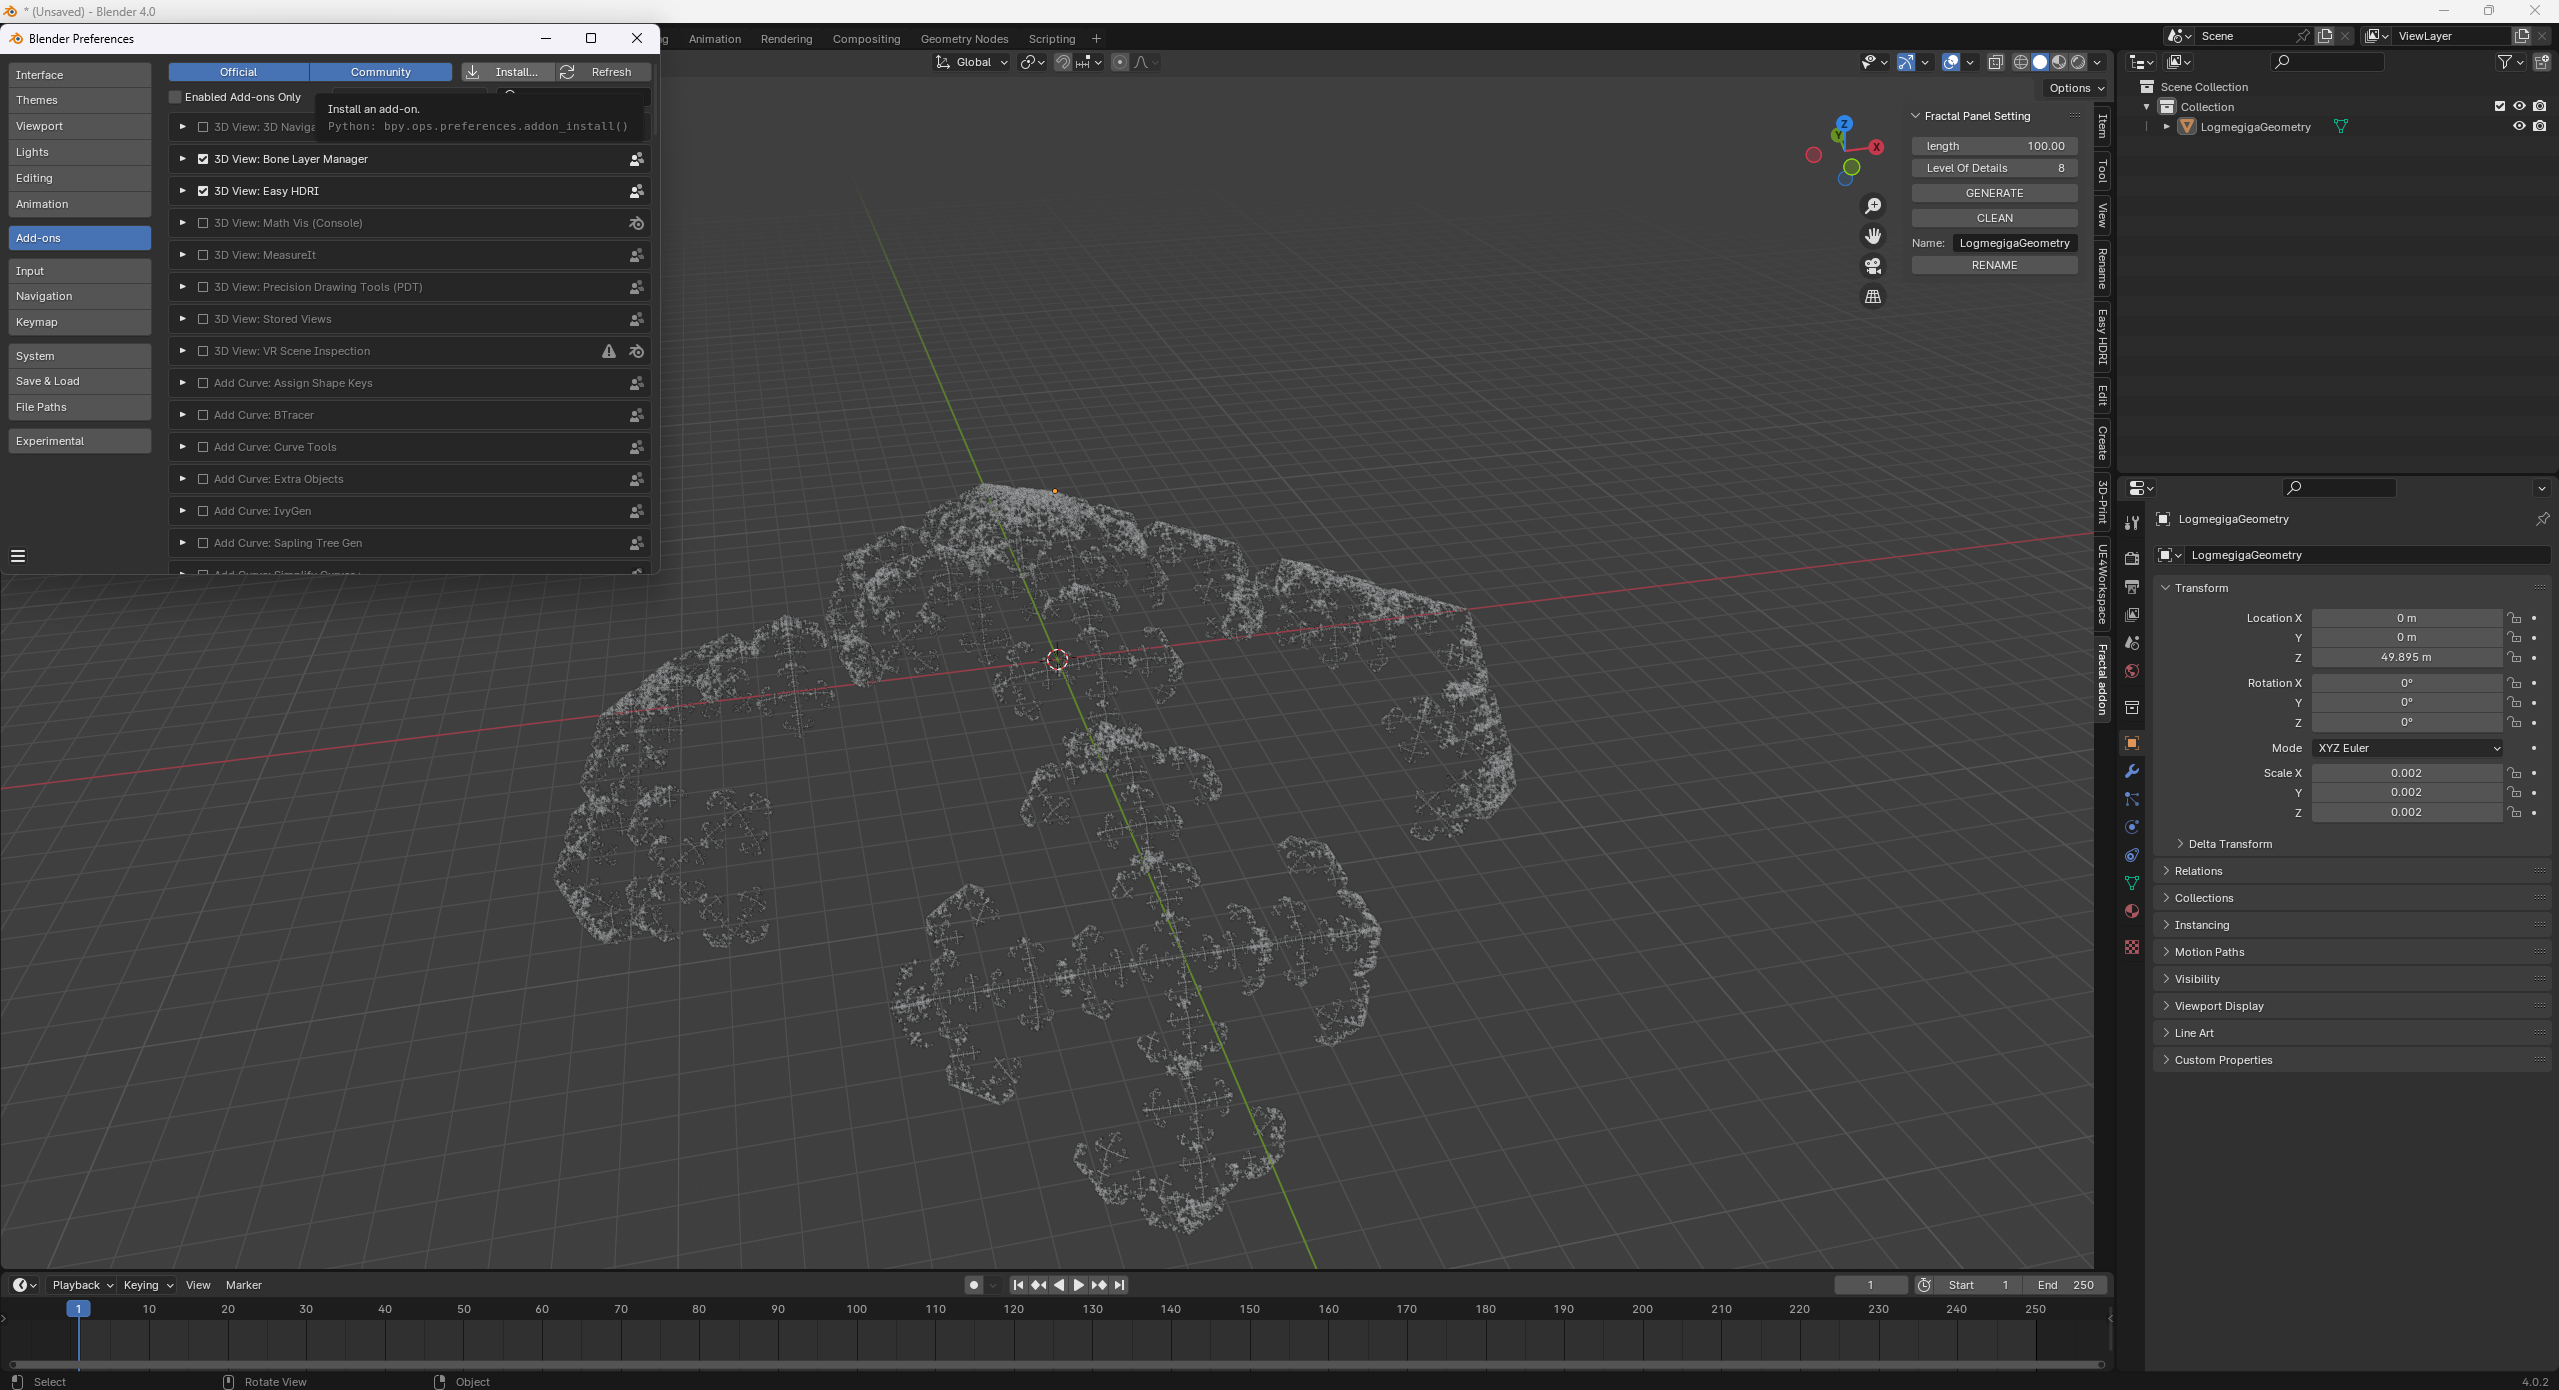 * (Unsaved) - Blender 4.0
Blender Preferences
Interface
Themes
Viewport
Lights
Editing
Animation
Add-ons
Input
Navigation
Keymap
System
Save & Load
File Paths
Experimental
Official Community Install... Refresh
Enabled Add-ons Only
Install an add-on.
Python: bpy.ops.preferences.addon_install()
3D View: 3D Naviga
3D View: Bone Layer Manager
3D View: Easy HDRI
3D View: Math Vis (Console)
3D View: MeasureIt
3D View: Precision Drawing Tools (PDT)
3D View: Stored Views
3D View: VR Scene Inspection
Add Curve: Assign Shape Keys
Add Curve: BTracer
Add Curve: Curve Tools
Add Curve: Extra Objects
Add Curve: IvyGen
Add Curve: Sapling Tree Gen
Animation Rendering Compositing Geometry Nodes Scripting
Global
Options
Z
Y
X
Fractal Panel Setting
length 100.00
Level Of Details 8
GENERATE
CLEAN
Name: LogmegigaGeometry
RENAME
Item
Tool
View
Rename
Easy HDRI
Edit
Create
3D-Print
UE4Workspace
Fractal addon
Scene ViewLayer
Scene Collection
Collection
LogmegigaGeometry
LogmegigaGeometry
LogmegigaGeometry
Transform
Location X 0 m
Y 0 m
Z 49.895 m
Rotation X 0°
Y 0°
Z 0°
Mode XYZ Euler
Scale X 0.002
Y 0.002
Z 0.002
Delta Transform
Relations
Collections
Instancing
Motion Paths
Visibility
Viewport Display
Line Art
Custom Properties
Playback Keying View Marker
1 Start 1 End 250
1 10 20 30 40 50 60 70 80 90 100 110 120 130 140 150 160 170 180 190 200 210 220 230 240 250
Select Rotate View Object 4.0.2